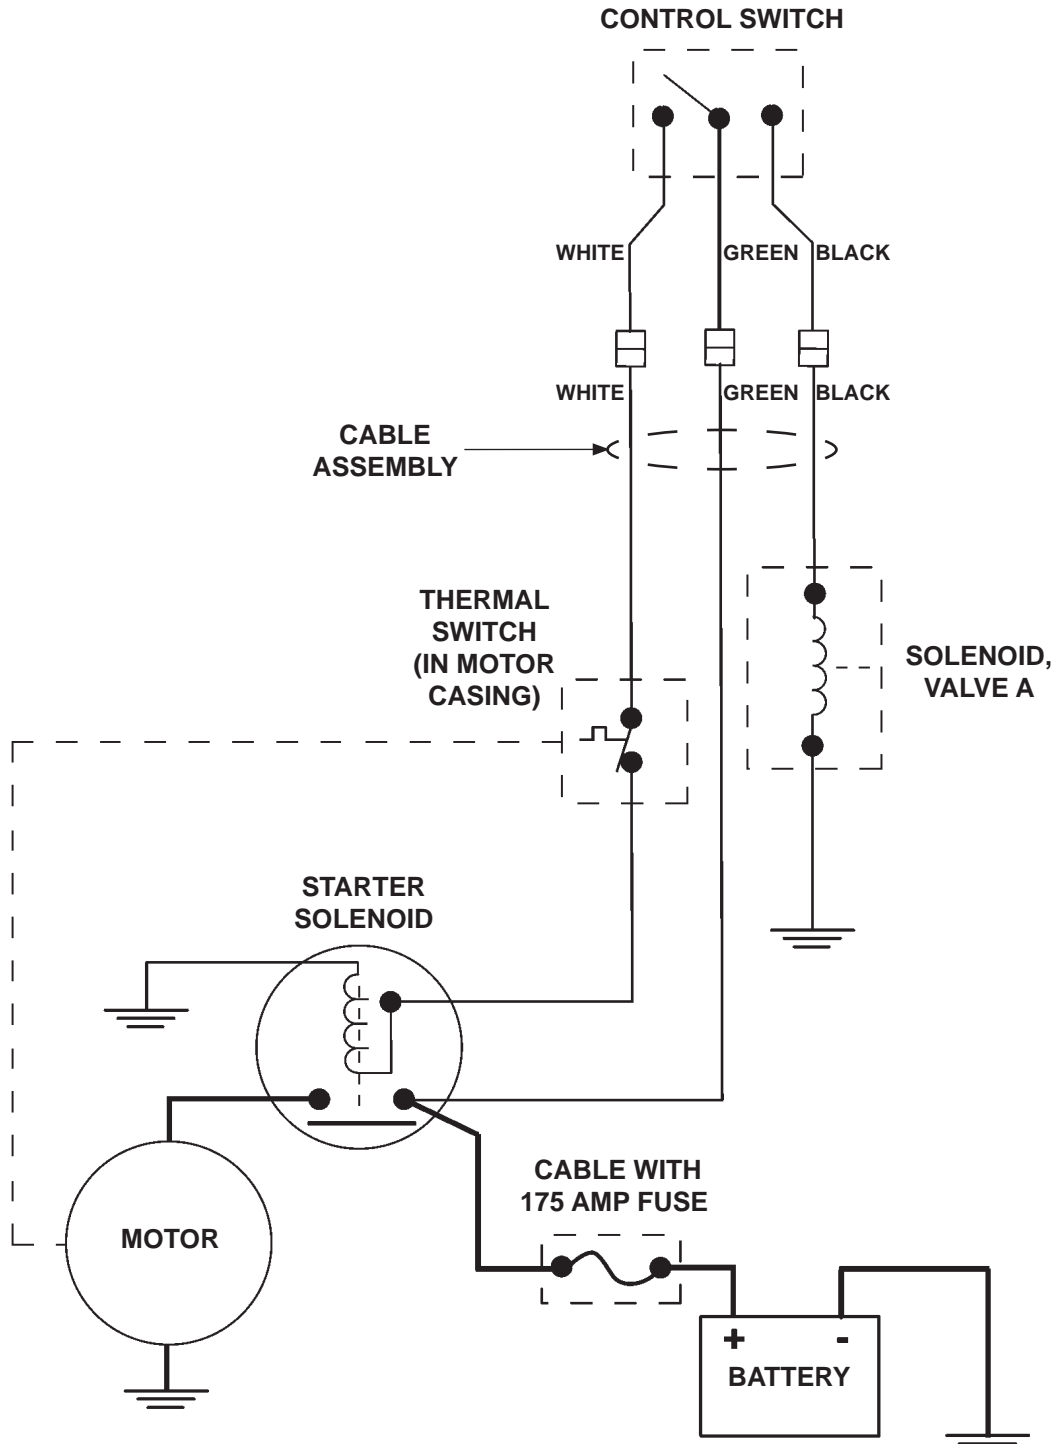 CONTROL SWITCH
WHITE
GREEN
BLACK
WHITE
GREEN
BLACK
CABLE
ASSEMBLY
THERMAL
SWITCH
(IN MOTOR
CASING)
SOLENOID,
VALVE A
STARTER
SOLENOID
CABLE WITH
175 AMP FUSE
MOTOR
+
-
BATTERY